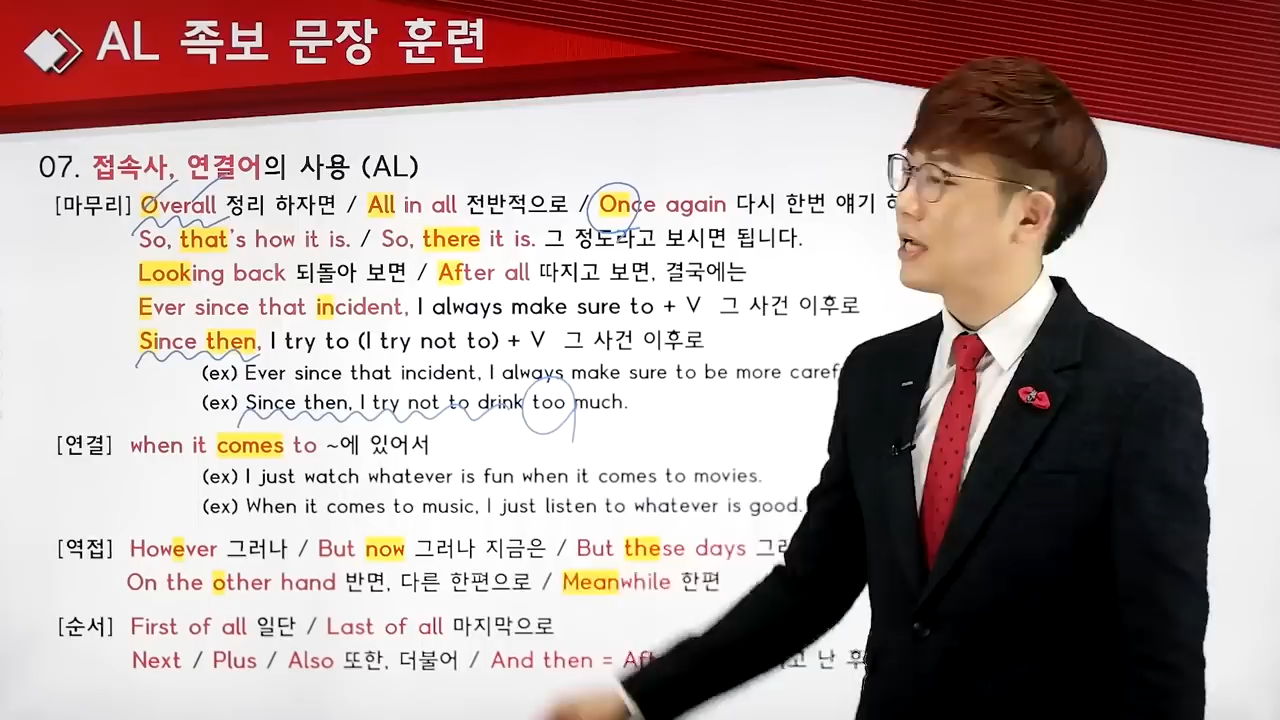 AL 족보 문장 훈련
07. 접속사, 연결어의 사용 (AL)
[마무리] Overall 정리 하자면 / All in all 전반적으로 / Once again 다시 한번 얘기
So, that's how it is. / So, there it is. 그 정도라고 보시면 됩니다.
Looking back 되돌아 보면 / After all 따지고 보면, 결국에는
Ever since that incident, I always make sure to + V 그 사건 이후로
Since then, I try to (I try not to) + V 그 사건 이후로
(ex) Ever since that incident, I always make sure to be more
(ex) Since then, I try not to drink too much.
[연결] when it comes to ~에 있어서
(ex) I just watch whatever is fun when it comes to movies.
(ex) When it comes to music, I just listen to whatever is good.
[역접] However 그러나 / But now 그러나 지금은 / But these days
On the other hand 반면, 다른 한편으로 / Meanwhile 한편
[순서] First of all 일단 / Last of all 마지막으로
Next / Plus / Also 또한, 더불어 / And then = 난 후